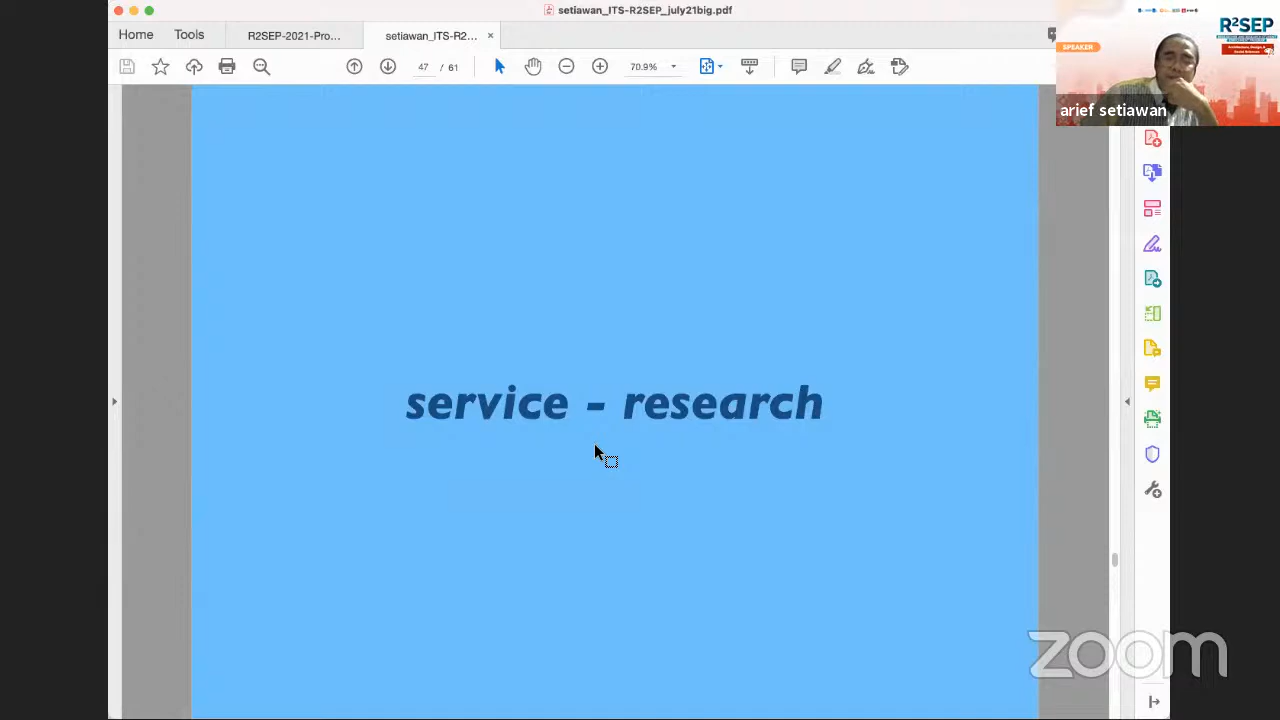 setiawan_ITS-R2SEP_july21big.pdf
Home
Tools
R2SEP-2021-Pro...
setiawan_ITS-R2...
47 / 61
70.9%
service - research
SPEAKER
R²SEP
arief setiawan
zoom